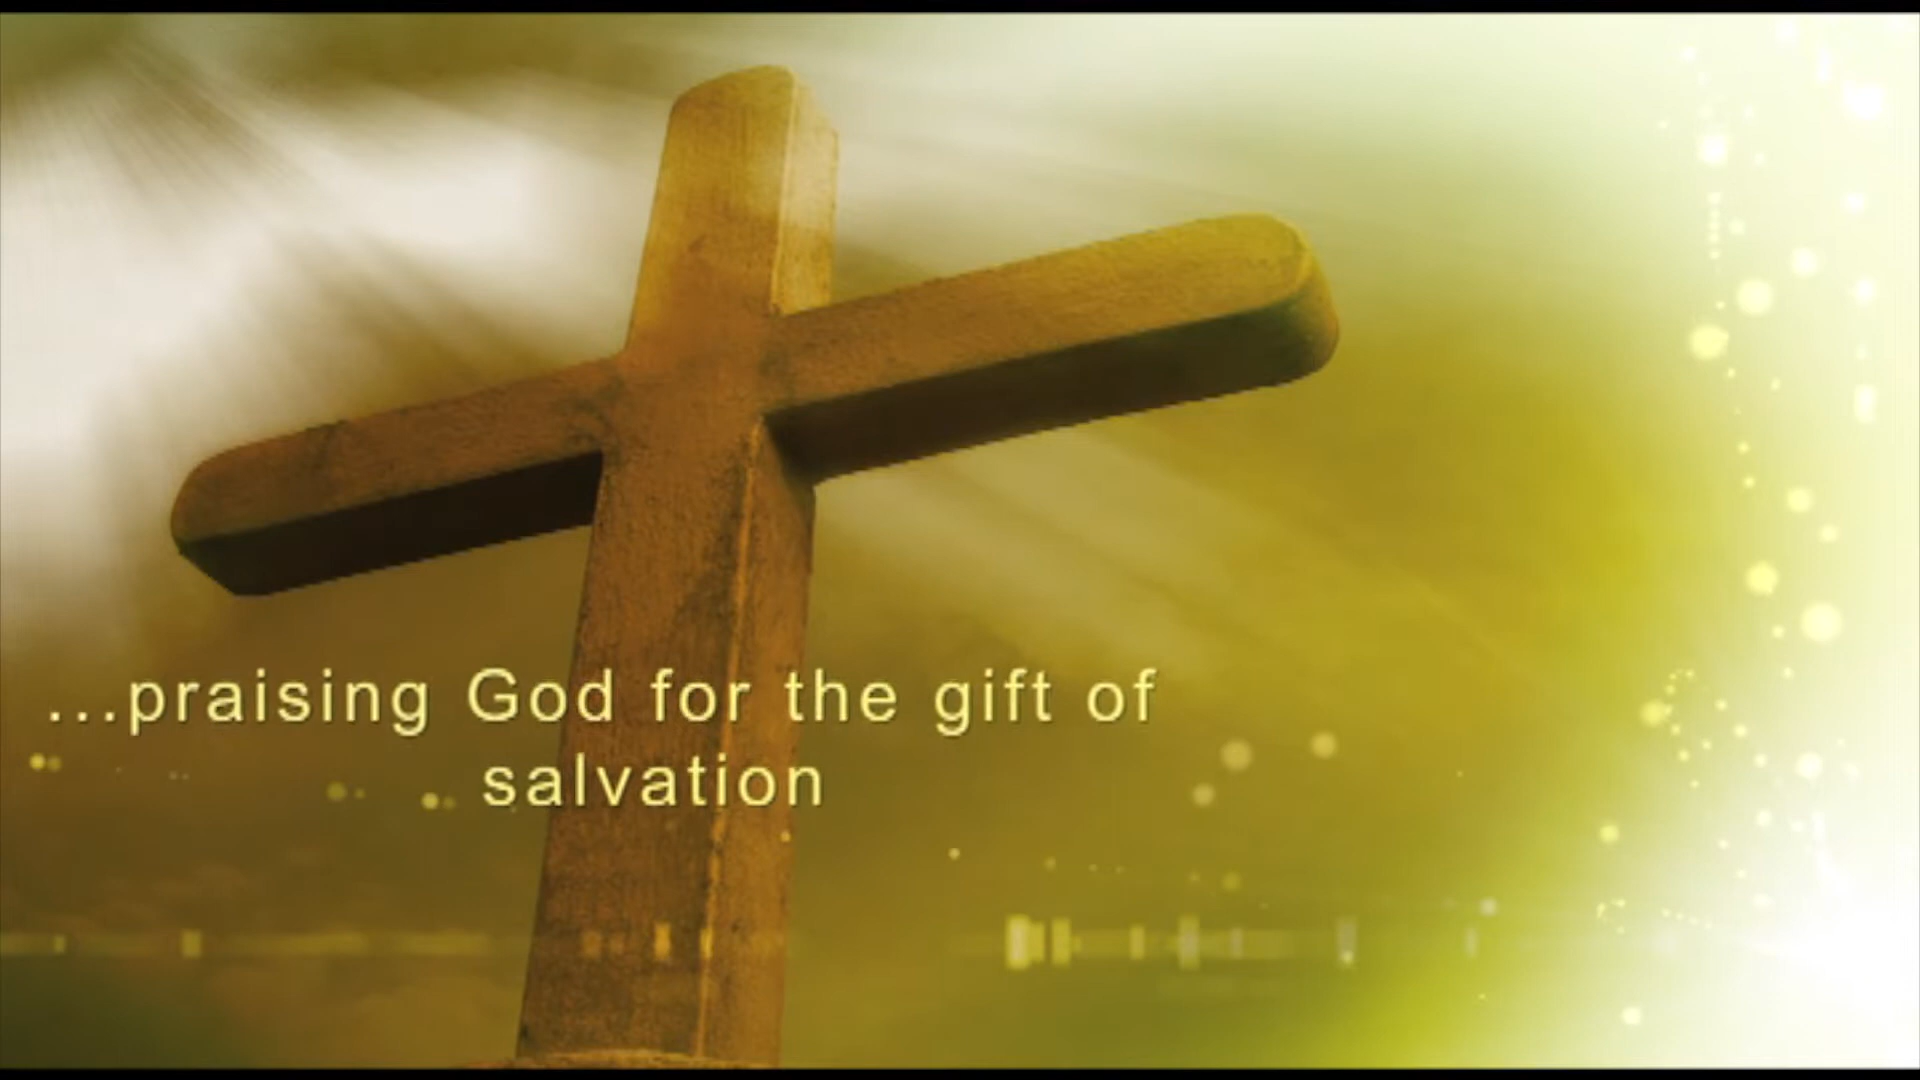 ...praising God for the gift of
salvation